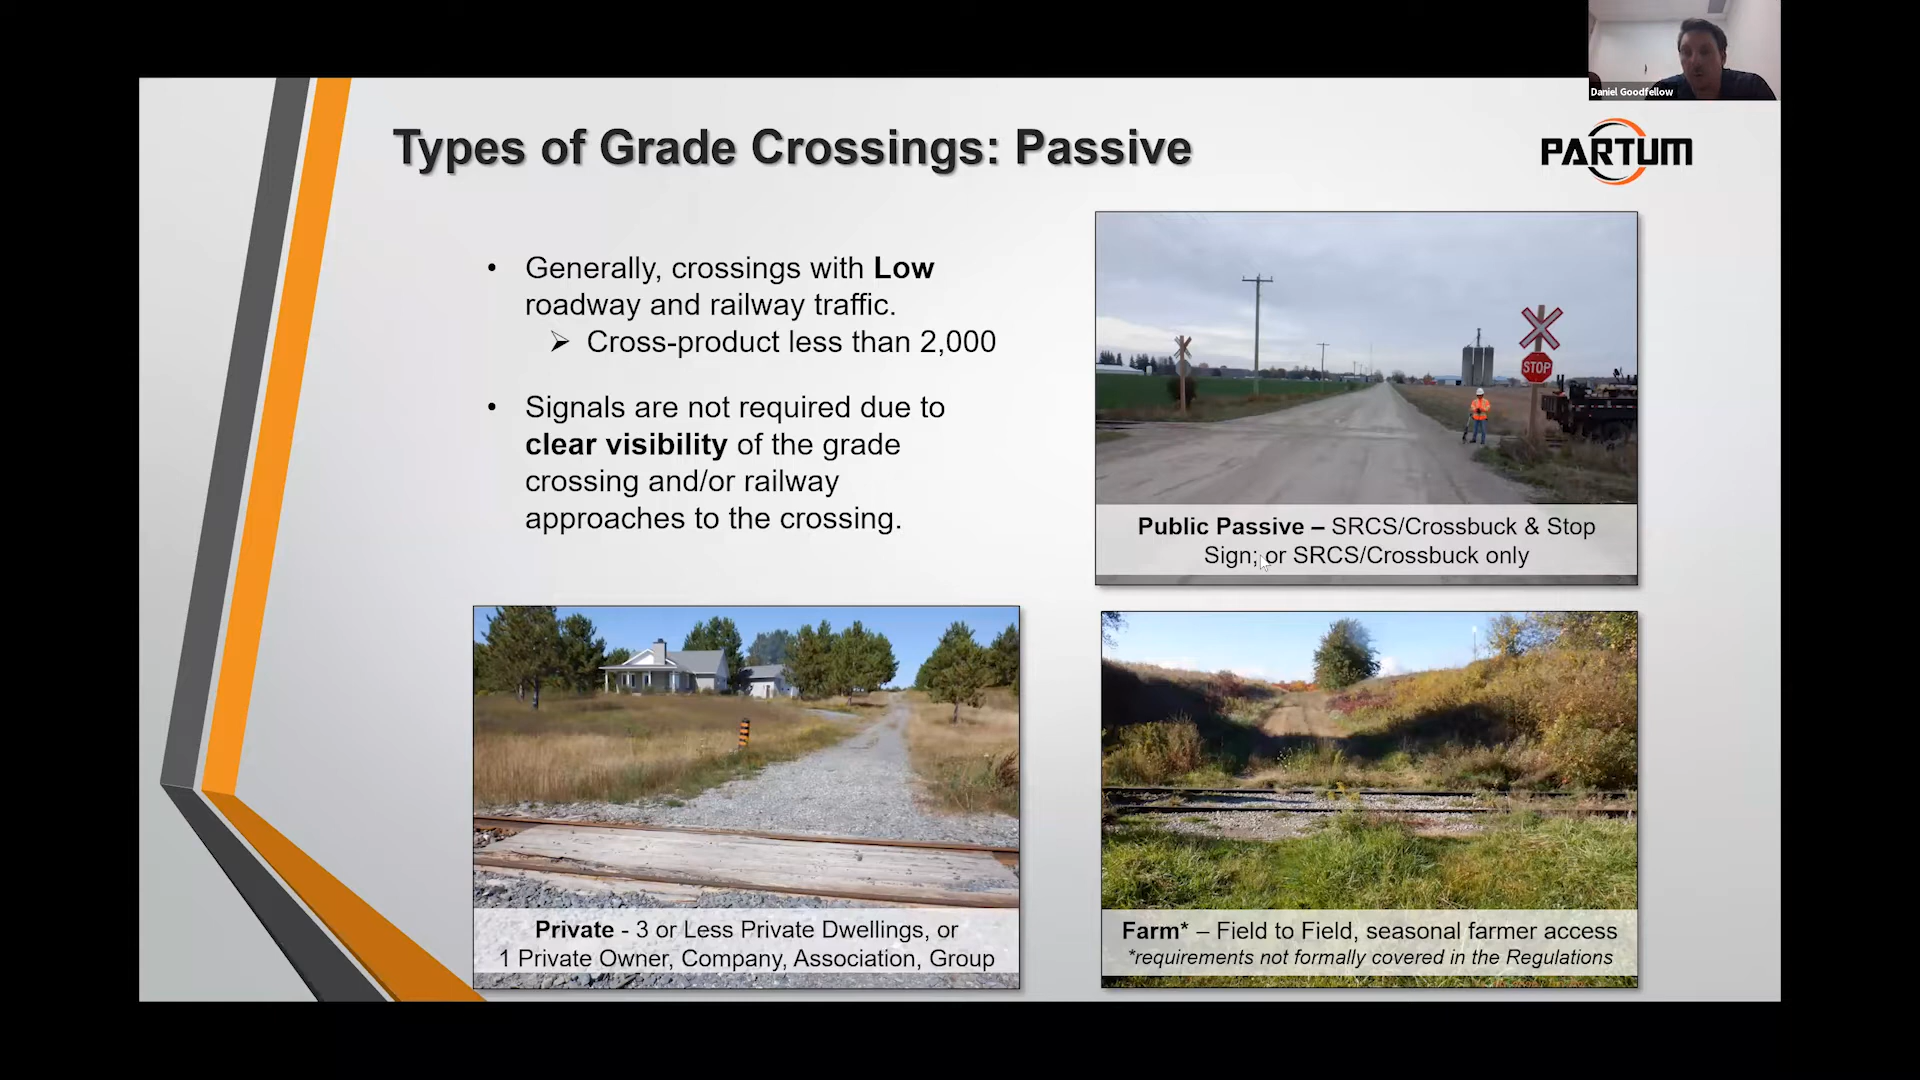 Daniel Goodfellow
Types of Grade Crossings: Passive
PARTUM
• Generally, crossings with Low
roadway and railway traffic.
➢ Cross-product less than 2,000
• Signals are not required due to
clear visibility of the grade
crossing and/or railway
approaches to the crossing.
STOP
Public Passive – SRCS/Crossbuck & Stop
Sign; or SRCS/Crossbuck only
Private - 3 or Less Private Dwellings, or
1 Private Owner, Company, Association, Group
Farm* – Field to Field, seasonal farmer access
*requirements not formally covered in the Regulations